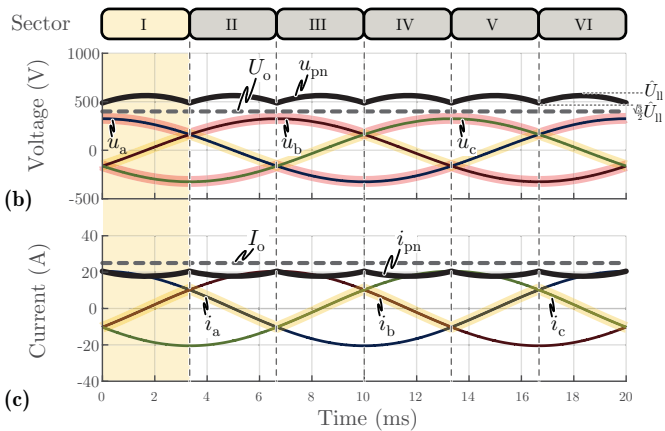 Sector I II III IV V VI
1000
500
0
-500
Voltage (V)
U_o u_pn
Û_ll
√3/2 Û_ll
u_a u_b u_c
(b)
40
20
0
-20
-40
Current (A)
I_o i_pn
i_a i_b i_c
(c)
0 2 4 6 8 10 12 14 16 18 20
Time (ms)